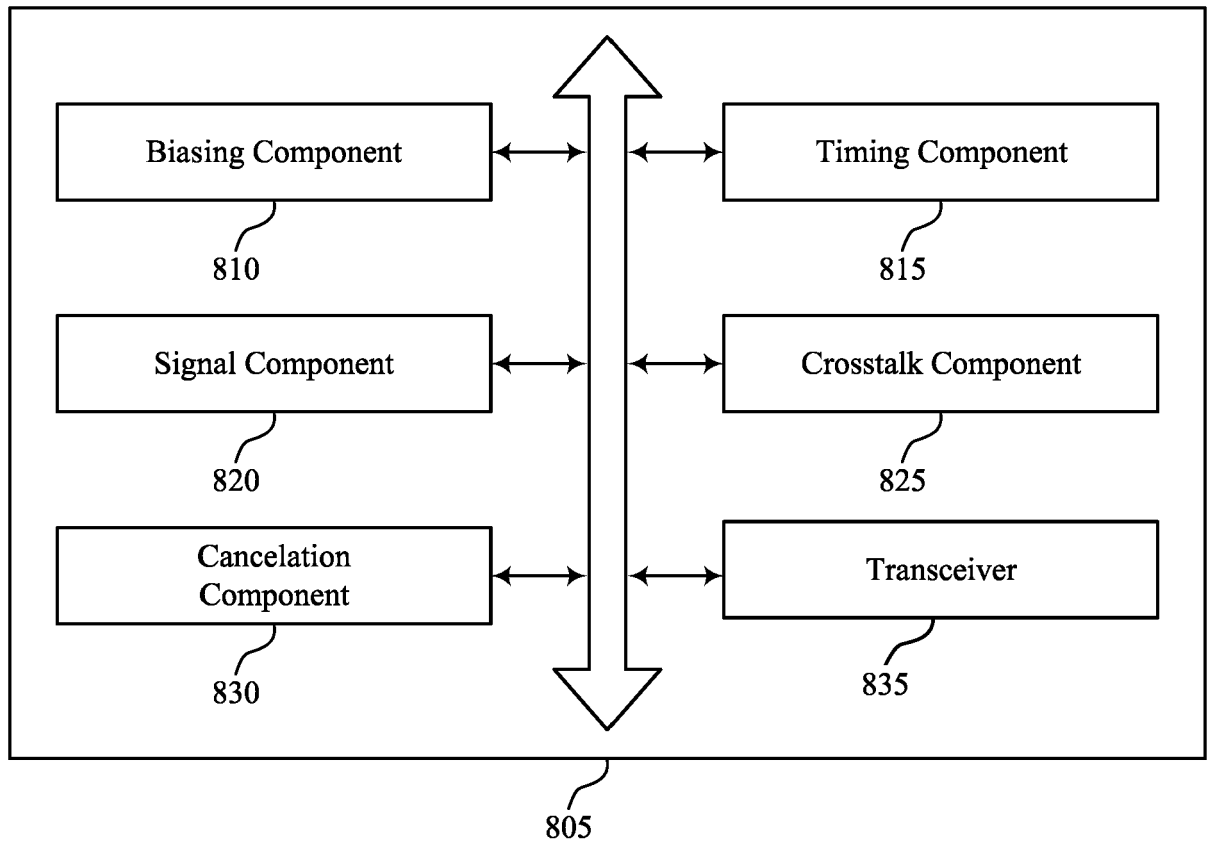 Biasing Component
810
Timing Component
815
Signal Component
820
Crosstalk Component
825
Cancelation
Component
830
Transceiver
835
805